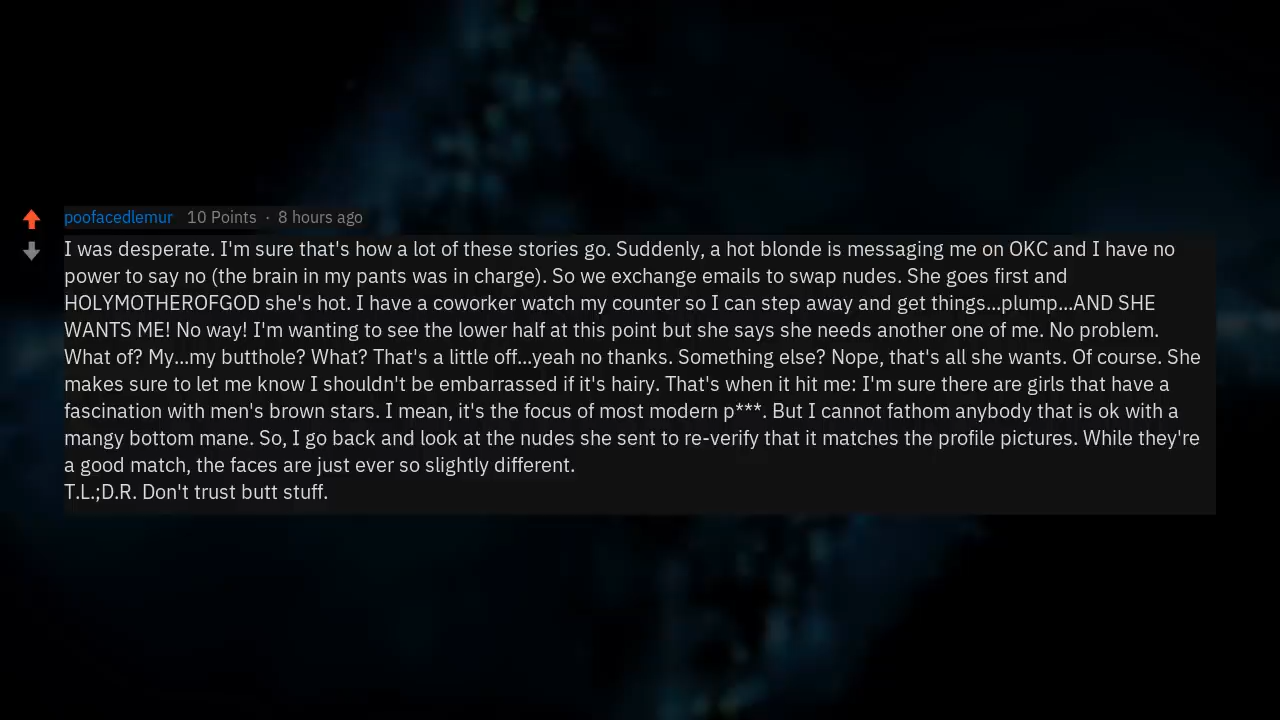 poofacedlemur 10 Points · 8 hours ago
I was desperate. I'm sure that's how a lot of these stories go. Suddenly, a hot blonde is messaging me on OKC and I have no
power to say no (the brain in my pants was in charge). So we exchange emails to swap nudes. She goes first and
HOLYMOTHEROFGOD she's hot. I have a coworker watch my counter so I can step away and get things...plump...AND SHE
WANTS ME! No way! I'm wanting to see the lower half at this point but she says she needs another one of me. No problem.
What of? My...my butthole? What? That's a little off...yeah no thanks. Something else? Nope, that's all she wants. Of course. She
makes sure to let me know I shouldn't be embarrassed if it's hairy. That's when it hit me: I'm sure there are girls that have a
fascination with men's brown stars. I mean, it's the focus of most modern p***. But I cannot fathom anybody that is ok with a
mangy bottom mane. So, I go back and look at the nudes she sent to re-verify that it matches the profile pictures. While they're
a good match, the faces are just ever so slightly different.
T.L.;D.R. Don't trust butt stuff.